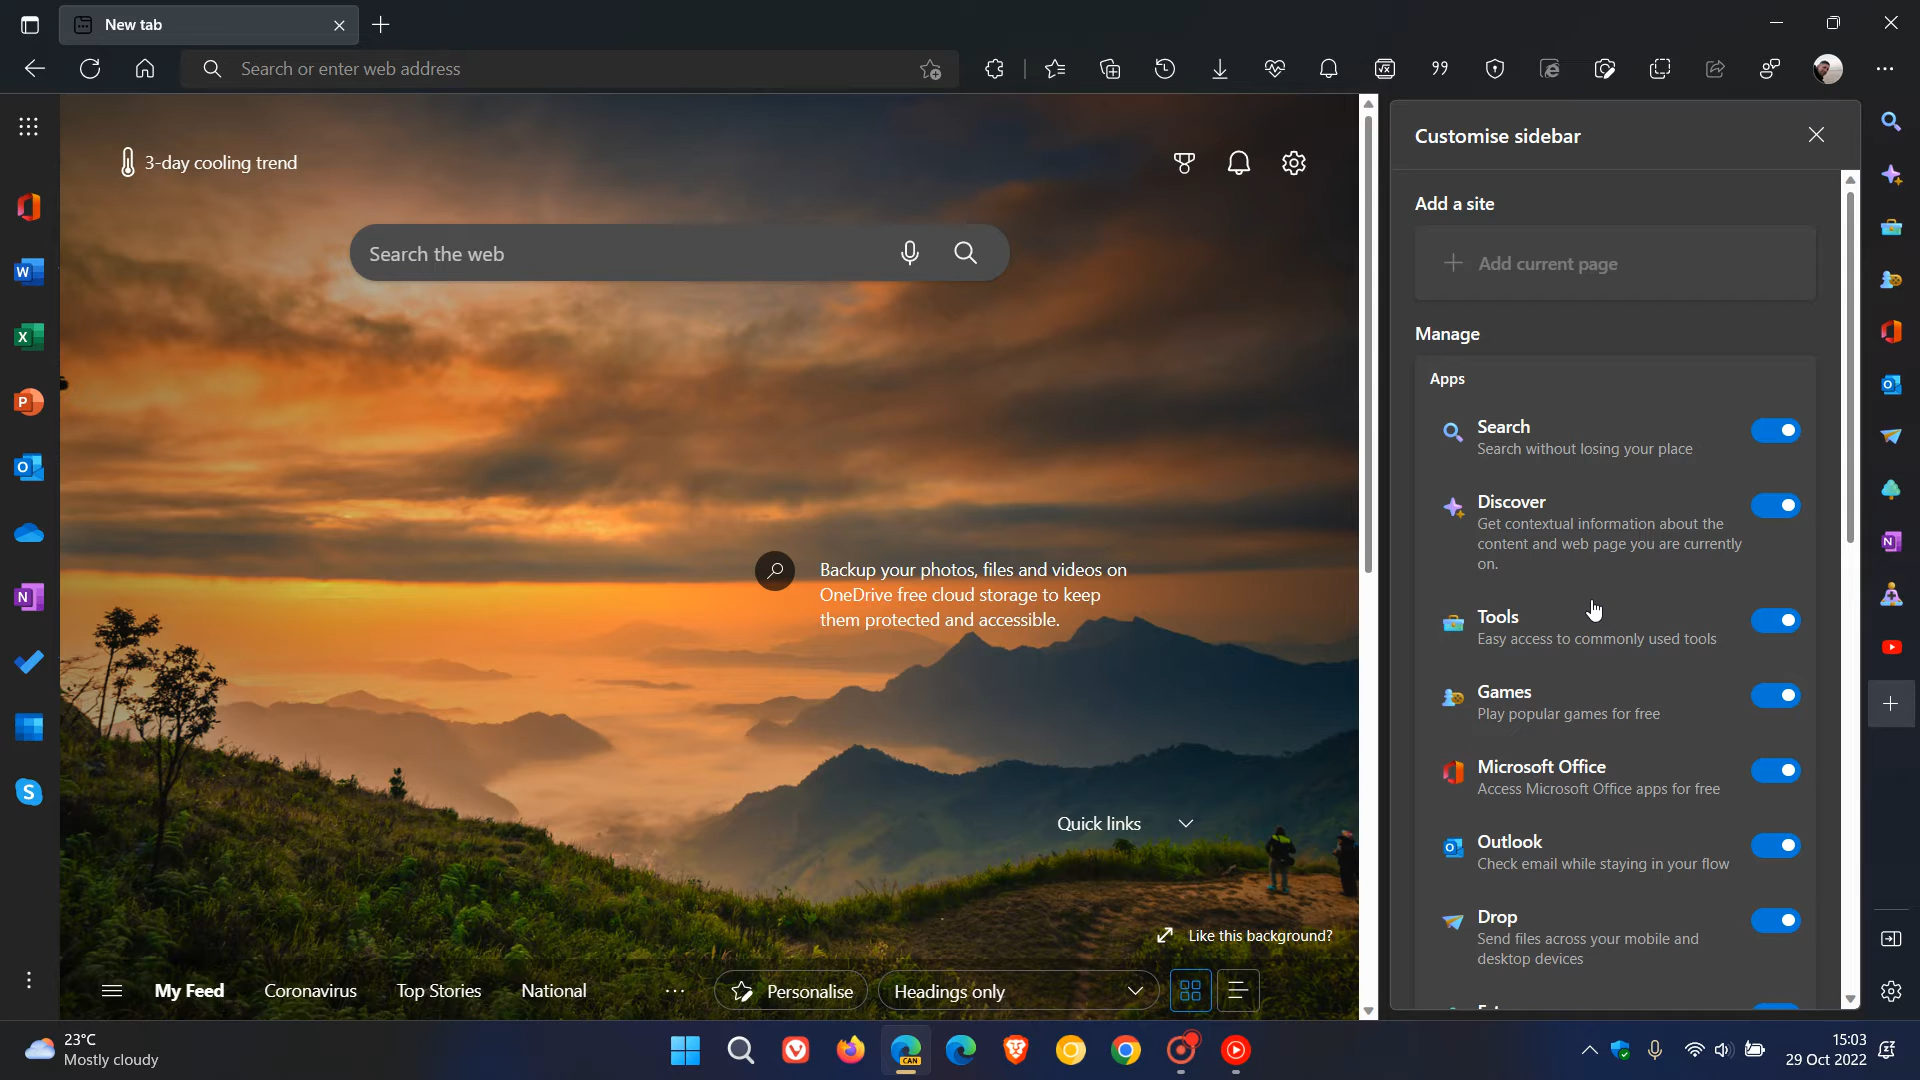 New tab
Search or enter web address
3-day cooling trend
Search the web
Backup your photos, files and videos on
OneDrive free cloud storage to keep
them protected and accessible.
Quick links
Like this background?
My Feed
Coronavirus
Top Stories
National
Personalise
Headings only
Customise sidebar
Add a site
Add current page
Manage
Apps
Search
Search without losing your place
Discover
Get contextual information about the
content and web page you are currently
on.
Tools
Easy access to commonly used tools
Games
Play popular games for free
Microsoft Office
Access Microsoft Office apps for free
Outlook
Check email while staying in your flow
Drop
Send files across your mobile and
desktop devices
23°C
Mostly cloudy
CAN
15:03
29 Oct 2022